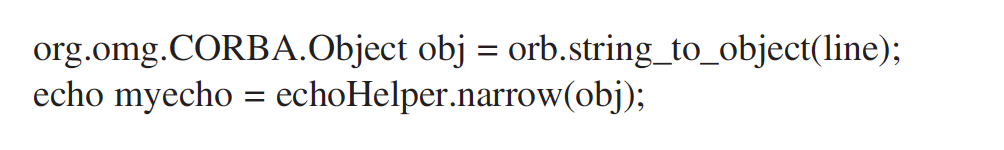 org.omg.CORBA.Object obj = orb.string_to_object(line);
echo myecho = echoHelper.narrow(obj);